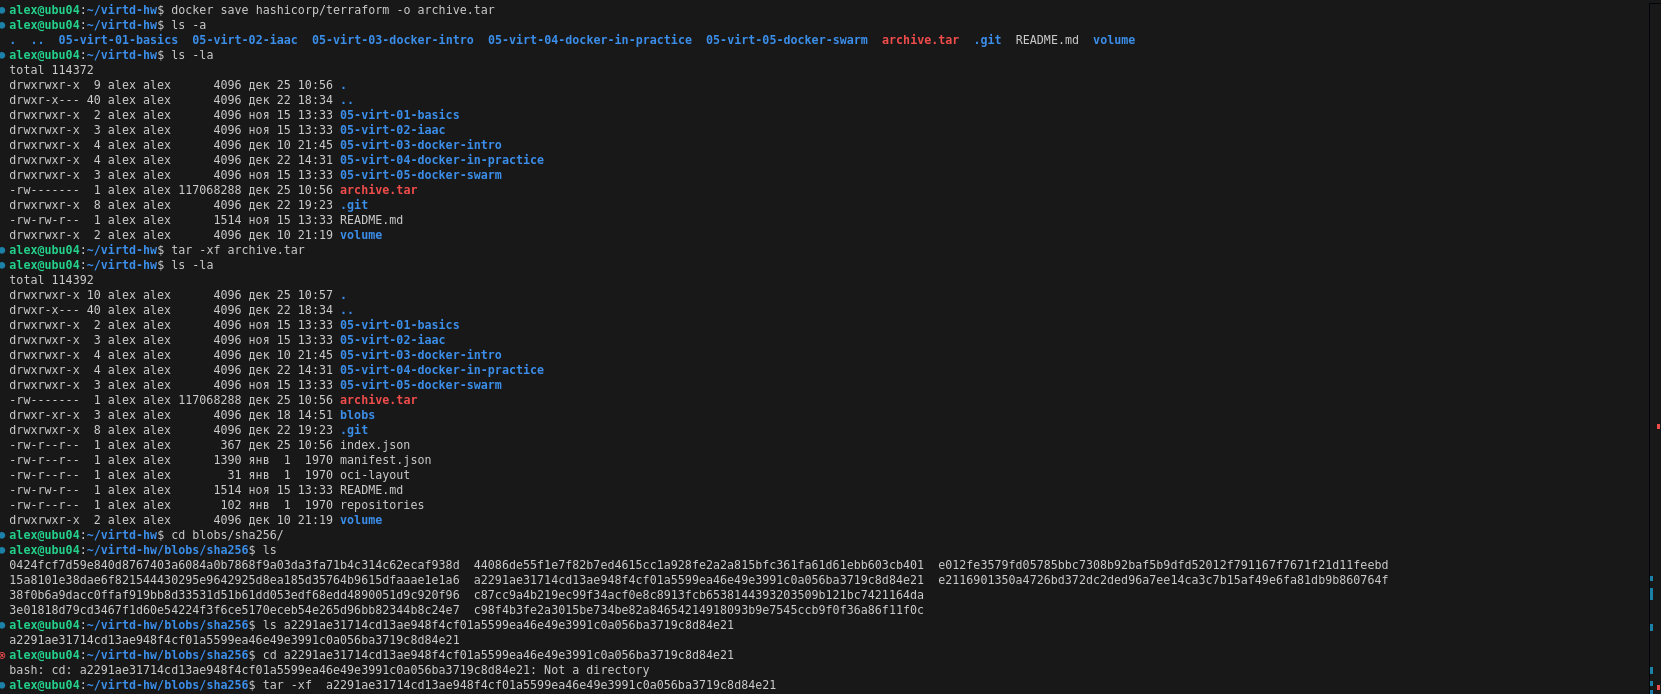 alex@ubu04:~/virtd-hw$ docker save hashicorp/terraform -o archive.tar
alex@ubu04:~/virtd-hw$ ls -a
.  ..  05-virt-01-basics  05-virt-02-iaac  05-virt-03-docker-intro  05-virt-04-docker-in-practice  05-virt-05-docker-swarm  archive.tar  .git  README.md  volume
alex@ubu04:~/virtd-hw$ ls -la
total 114372
drwxrwxr-x  9 alex alex      4096 дек 25 10:56 .
drwxr-x--- 40 alex alex      4096 дек 22 18:34 ..
drwxrwxr-x  2 alex alex      4096 ноя 15 13:33 05-virt-01-basics
drwxrwxr-x  3 alex alex      4096 ноя 15 13:33 05-virt-02-iaac
drwxrwxr-x  4 alex alex      4096 дек 10 21:45 05-virt-03-docker-intro
drwxrwxr-x  4 alex alex      4096 дек 22 14:31 05-virt-04-docker-in-practice
drwxrwxr-x  3 alex alex      4096 ноя 15 13:33 05-virt-05-docker-swarm
-rw-------  1 alex alex 117068288 дек 25 10:56 archive.tar
drwxrwxr-x  8 alex alex      4096 дек 22 19:23 .git
-rw-rw-r--  1 alex alex      1514 ноя 15 13:33 README.md
drwxrwxr-x  2 alex alex      4096 дек 10 21:19 volume
alex@ubu04:~/virtd-hw$ tar -xf archive.tar
alex@ubu04:~/virtd-hw$ ls -la
total 114392
drwxrwxr-x 10 alex alex      4096 дек 25 10:57 .
drwxr-x--- 40 alex alex      4096 дек 22 18:34 ..
drwxrwxr-x  2 alex alex      4096 ноя 15 13:33 05-virt-01-basics
drwxrwxr-x  3 alex alex      4096 ноя 15 13:33 05-virt-02-iaac
drwxrwxr-x  4 alex alex      4096 дек 10 21:45 05-virt-03-docker-intro
drwxrwxr-x  4 alex alex      4096 дек 22 14:31 05-virt-04-docker-in-practice
drwxrwxr-x  3 alex alex      4096 ноя 15 13:33 05-virt-05-docker-swarm
-rw-------  1 alex alex 117068288 дек 25 10:56 archive.tar
drwxr-xr-x  3 alex alex      4096 дек 18 14:51 blobs
drwxrwxr-x  8 alex alex      4096 дек 22 19:23 .git
-rw-r--r--  1 alex alex       367 дек 25 10:56 index.json
-rw-r--r--  1 alex alex      1390 янв  1  1970 manifest.json
-rw-r--r--  1 alex alex        31 янв  1  1970 oci-layout
-rw-rw-r--  1 alex alex      1514 ноя 15 13:33 README.md
-rw-r--r--  1 alex alex       102 янв  1  1970 repositories
drwxrwxr-x  2 alex alex      4096 дек 10 21:19 volume
alex@ubu04:~/virtd-hw$ cd blobs/sha256/
alex@ubu04:~/virtd-hw/blobs/sha256$ ls
0424fcf7d59e840d8767403a6084a0b7868f9a03da3fa71b4c314c62ecaf938d  44086de55f1e7f82b7ed4615cc1a928fe2a2a815bfc361fa61d61ebb603cb401  e012fe3579fd05785bbc7308b92baf5b9dfd52012f791167f7671f21d11feebd
15a8101e38dae6f821544430295e9642925d8ea185d35764b9615dfaaae1e1a6  a2291ae31714cd13ae948f4cf01a5599ea46e49e3991c0a056ba3719c8d84e21  e2116901350a4726bd372dc2ded96a7ee14ca3c7b15af49e6fa81db9b860764f
38f0b6a9dacc0ffaf919bb8d33531d51b61dd053edf68edd4890051d9c920f96  c87cc9a4b219ec99f34acf0e8c8913fcb6538144393203509b121bc7421164da
3e01818d79cd3467f1d60e54224f3f6ce5170eceb54e265d96bb82344b8c24e7  c98f4b3fe2a3015be734be82a84654214918093b9e7545ccb9f0f36a86f11f0c
alex@ubu04:~/virtd-hw/blobs/sha256$ ls a2291ae31714cd13ae948f4cf01a5599ea46e49e3991c0a056ba3719c8d84e21
a2291ae31714cd13ae948f4cf01a5599ea46e49e3991c0a056ba3719c8d84e21
alex@ubu04:~/virtd-hw/blobs/sha256$ cd a2291ae31714cd13ae948f4cf01a5599ea46e49e3991c0a056ba3719c8d84e21
bash: cd: a2291ae31714cd13ae948f4cf01a5599ea46e49e3991c0a056ba3719c8d84e21: Not a directory
alex@ubu04:~/virtd-hw/blobs/sha256$ tar -xf  a2291ae31714cd13ae948f4cf01a5599ea46e49e3991c0a056ba3719c8d84e21